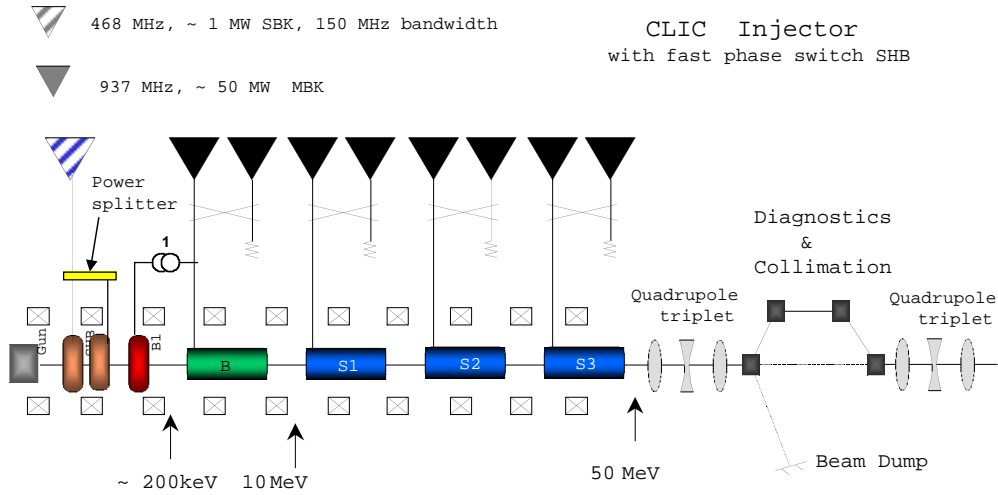 468 MHz, ~ 1 MW SBK, 150 MHz bandwidth
CLIC Injector
with fast phase switch SHB
937 MHz, ~ 50 MW MBK
Power
splitter
1
Diagnostics
&
Collimation
Quadrupole
triplet
Quadrupole
triplet
Gun
SHB
B1
B
S1
S2
S3
~ 200keV
10 MeV
50 MeV
Beam Dump